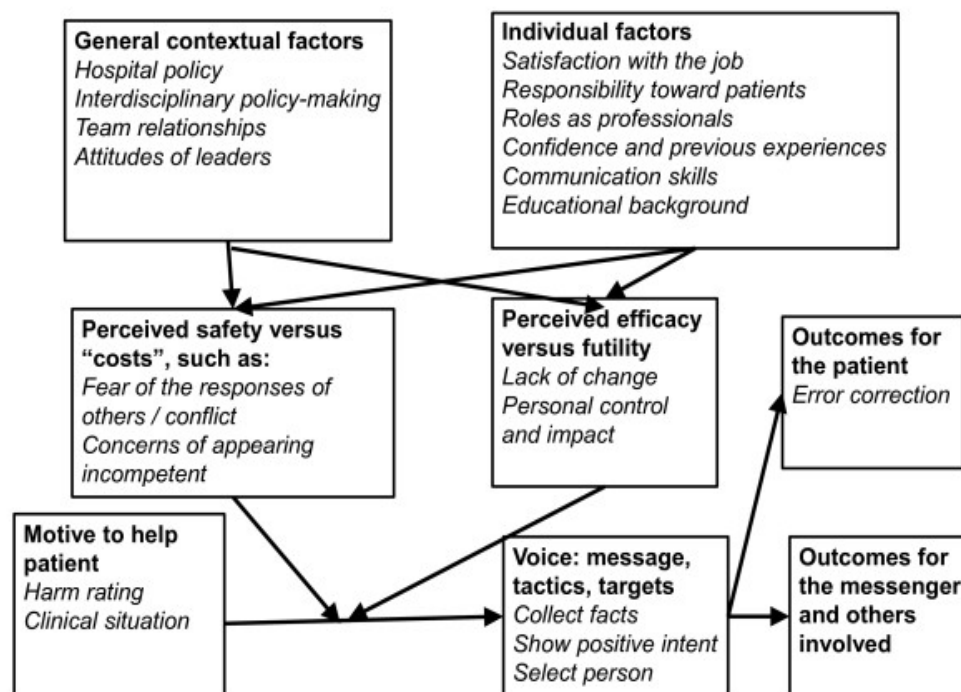 General contextual factors
Hospital policy
Interdisciplinary policy-making
Team relationships
Attitudes of leaders
Individual factors
Satisfaction with the job
Responsibility toward patients
Roles as professionals
Confidence and previous experiences
Communication skills
Educational background
Perceived safety versus
“costs”, such as:
Fear of the responses of
others / conflict
Concerns of appearing
incompetent
Perceived efficacy
versus futility
Lack of change
Personal control
and impact
Outcomes for
the patient
Error correction
Motive to help
patient
Harm rating
Clinical situation
Voice: message,
tactics, targets
Collect facts
Show positive intent
Select person
Outcomes for
the messenger
and others
involved